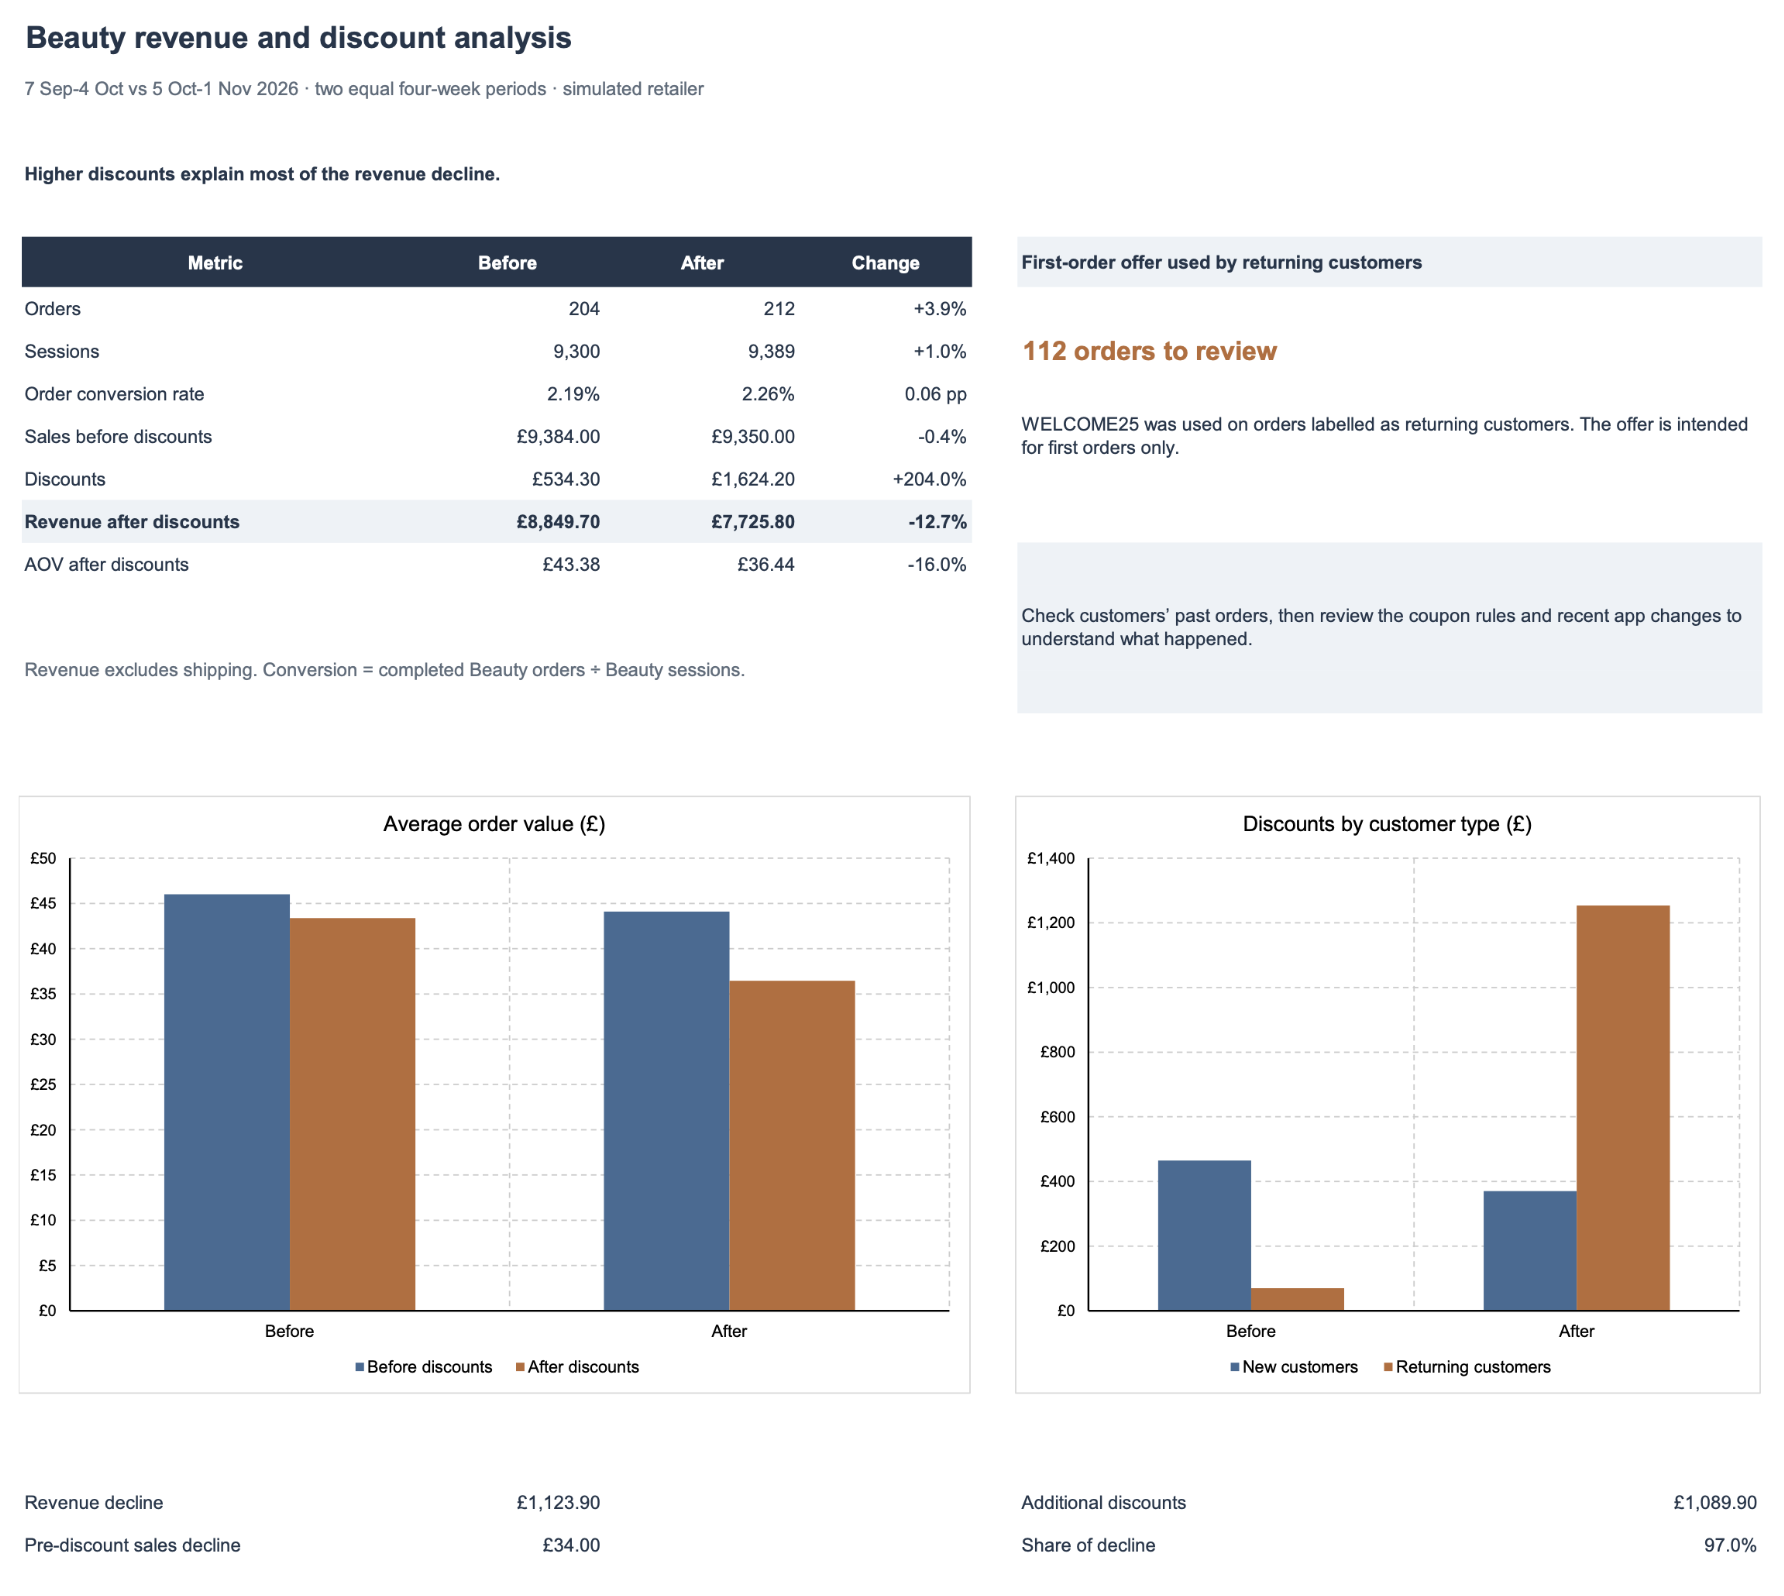 Beauty revenue and discount analysis
7 Sep-4 Oct vs 5 Oct-1 Nov 2026 · two equal four-week periods · simulated retailer
Higher discounts explain most of the revenue decline.
Metric Before After Change
Orders 204 212 +3.9%
Sessions 9,300 9,389 +1.0%
Order conversion rate 2.19% 2.26% 0.06 pp
Sales before discounts £9,384.00 £9,350.00 -0.4%
Discounts £534.30 £1,624.20 +204.0%
Revenue after discounts £8,849.70 £7,725.80 -12.7%
AOV after discounts £43.38 £36.44 -16.0%
Revenue excludes shipping. Conversion = completed Beauty orders ÷ Beauty sessions.
First-order offer used by returning customers
112 orders to review
WELCOME25 was used on orders labelled as returning customers. The offer is intended
for first orders only.
Check customers’ past orders, then review the coupon rules and recent app changes to
understand what happened.
Average order value (£)
£50
£45
£40
£35
£30
£25
£20
£15
£10
£5
£0
Before After
Before discounts After discounts
Discounts by customer type (£)
£1,400
£1,200
£1,000
£800
£600
£400
£200
£0
Before After
New customers Returning customers
Revenue decline £1,123.90
Pre-discount sales decline £34.00
Additional discounts £1,089.90
Share of decline 97.0%